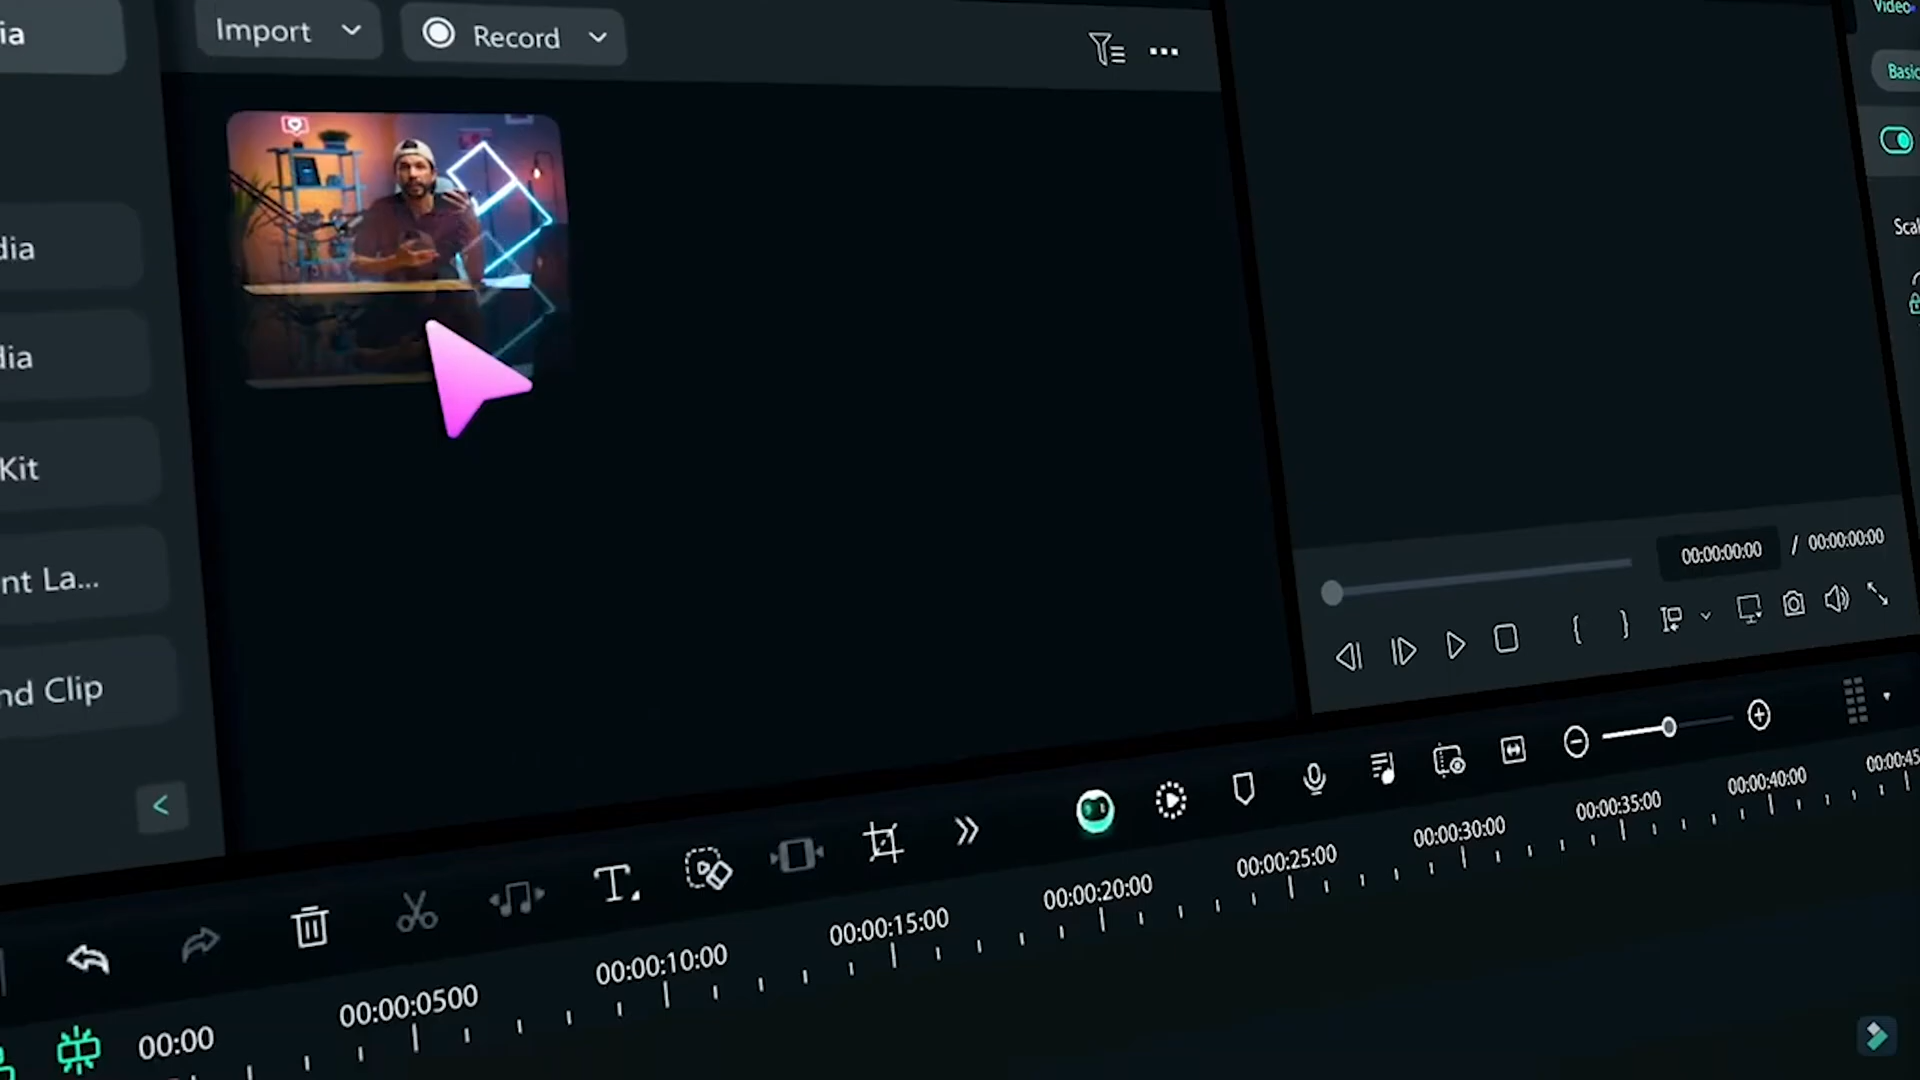 ia
Import
Record
Video
Basic
dia
Scal
dia
Kit
nt La...
nd Clip
00:00:00:00 / 00:00:00:00
00:00
00:00:0500
00:00:10:00
00:00:15:00
00:00:20:00
00:00:25:00
00:00:30:00
00:00:35:00
00:00:40:00
00:00:45